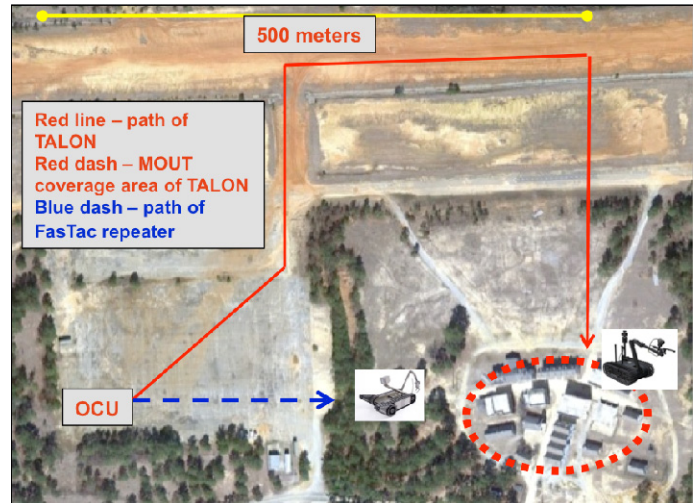 500 meters
Red line – path of
TALON
Red dash – MOUT
coverage area of TALON
Blue dash – path of
FasTac repeater
OCU